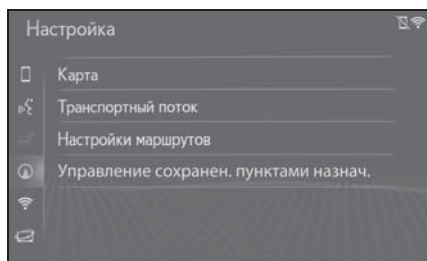 Настройка
Карта
Транспортный поток
Настройки маршрутов
Управление сохранен. пунктами назнач.